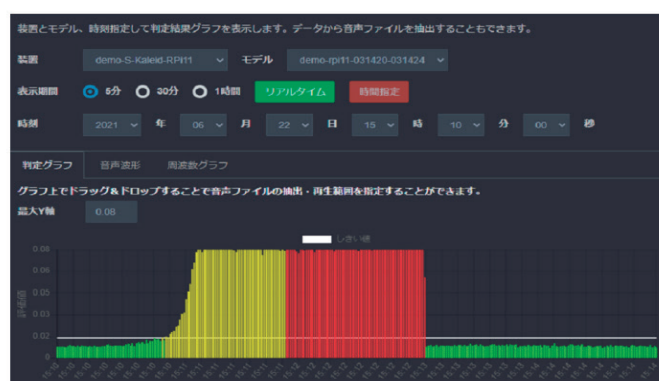 装置とモデル、時刻指定して判定結果グラフを表示します。データから音声ファイルを抽出することもできます。
装置 demo-S-Kaleid-RPi11 モデル demo-rpi11-031420-031424
表示期間 5分 30分 1時間 リアルタイム 時間指定
時刻 2021 年 06 月 22 日 15 時 10 分 00 秒
判定グラフ 音声波形 周波数グラフ
グラフ上でドラッグ&ドロップすることで音声ファイルの抽出・再生範囲を指定することができます。
最大Y軸 0.08
しきい値
0.08
0.06
0.05
評価値
0.03
0.02
0